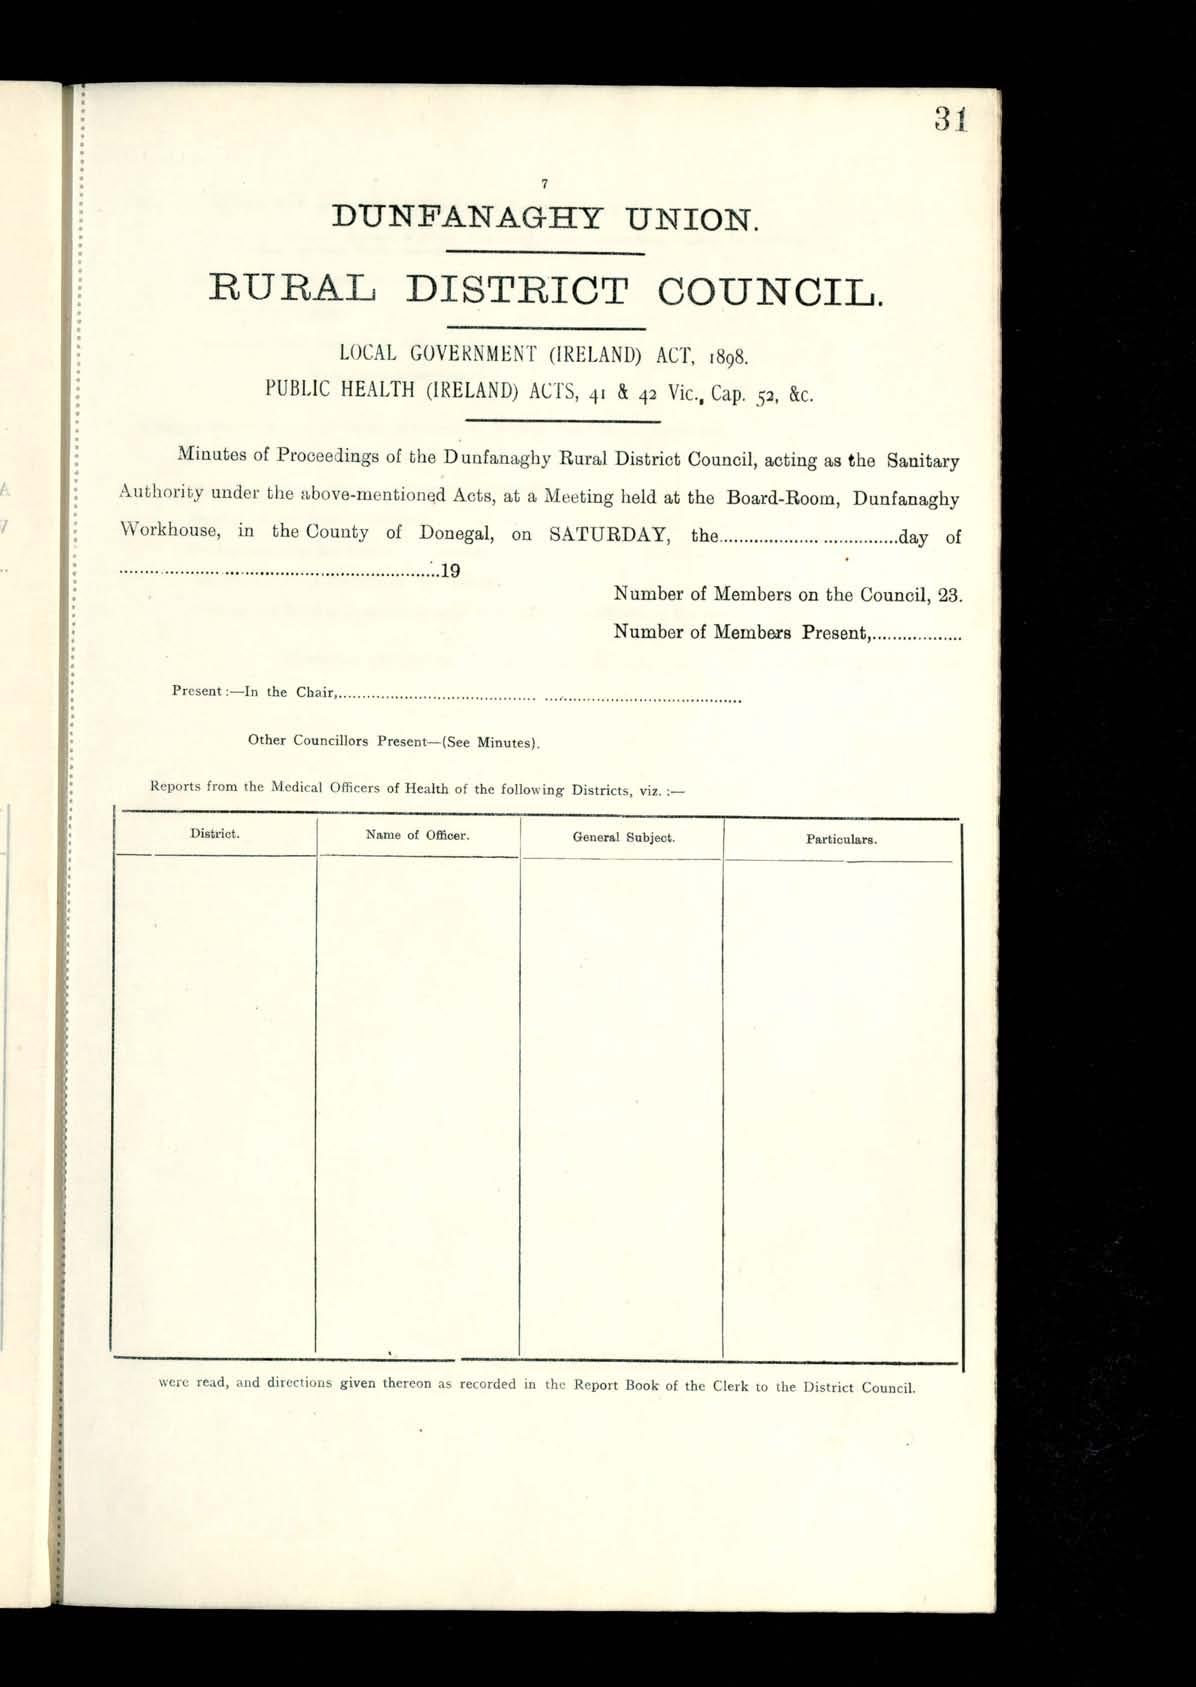 31
7
DUNFANAGHY UNION.
RURAL DISTRICT COUNCIL.
LOCAL GOVERNMENT (IRELAND) ACT, 1898.
PUBLIC HEALTH (IRELAND) ACTS, 41 & 42 Vic., Cap. 52, &c.
Minutes of Proceedings of the Dunfanaghy Rural District Council, acting as the Sanitary
Authority under the above-mentioned Acts, at a Meeting held at the Board-Room, Dunfanaghy
Workhouse, in the County of Donegal, on SATURDAY, the....................................day of
................................................................19
Number of Members on the Council, 23.
Number of Members Present,..................
Present :—In the Chair,................................................................................
Other Councillors Present—(See Minutes).
Reports from the Medical Officers of Health of the following Districts, viz. :—
District. Name of Officer. General Subject. Particulars.
were read, and directions given thereon as recorded in the Report Book of the Clerk to the District Council.